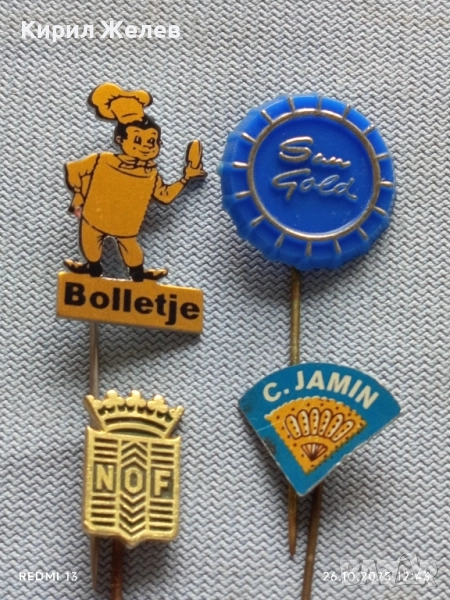 Кирил Желев
Sun
Gold
Bolletje
C. JAMIN
NOF
REDMI 13